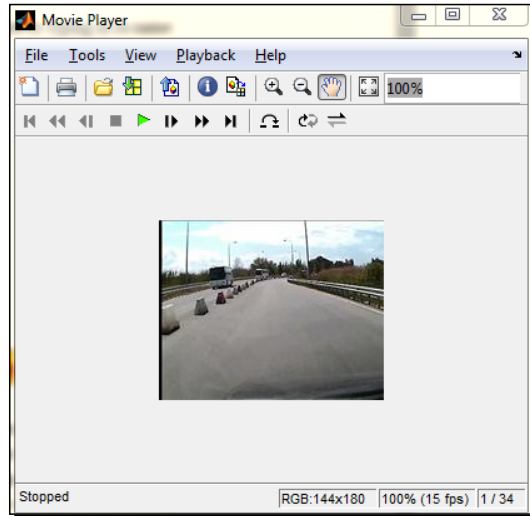 Movie Player
File Tools View Playback Help
100%
Stopped RGB:144x180 100% (15 fps) 1 / 34